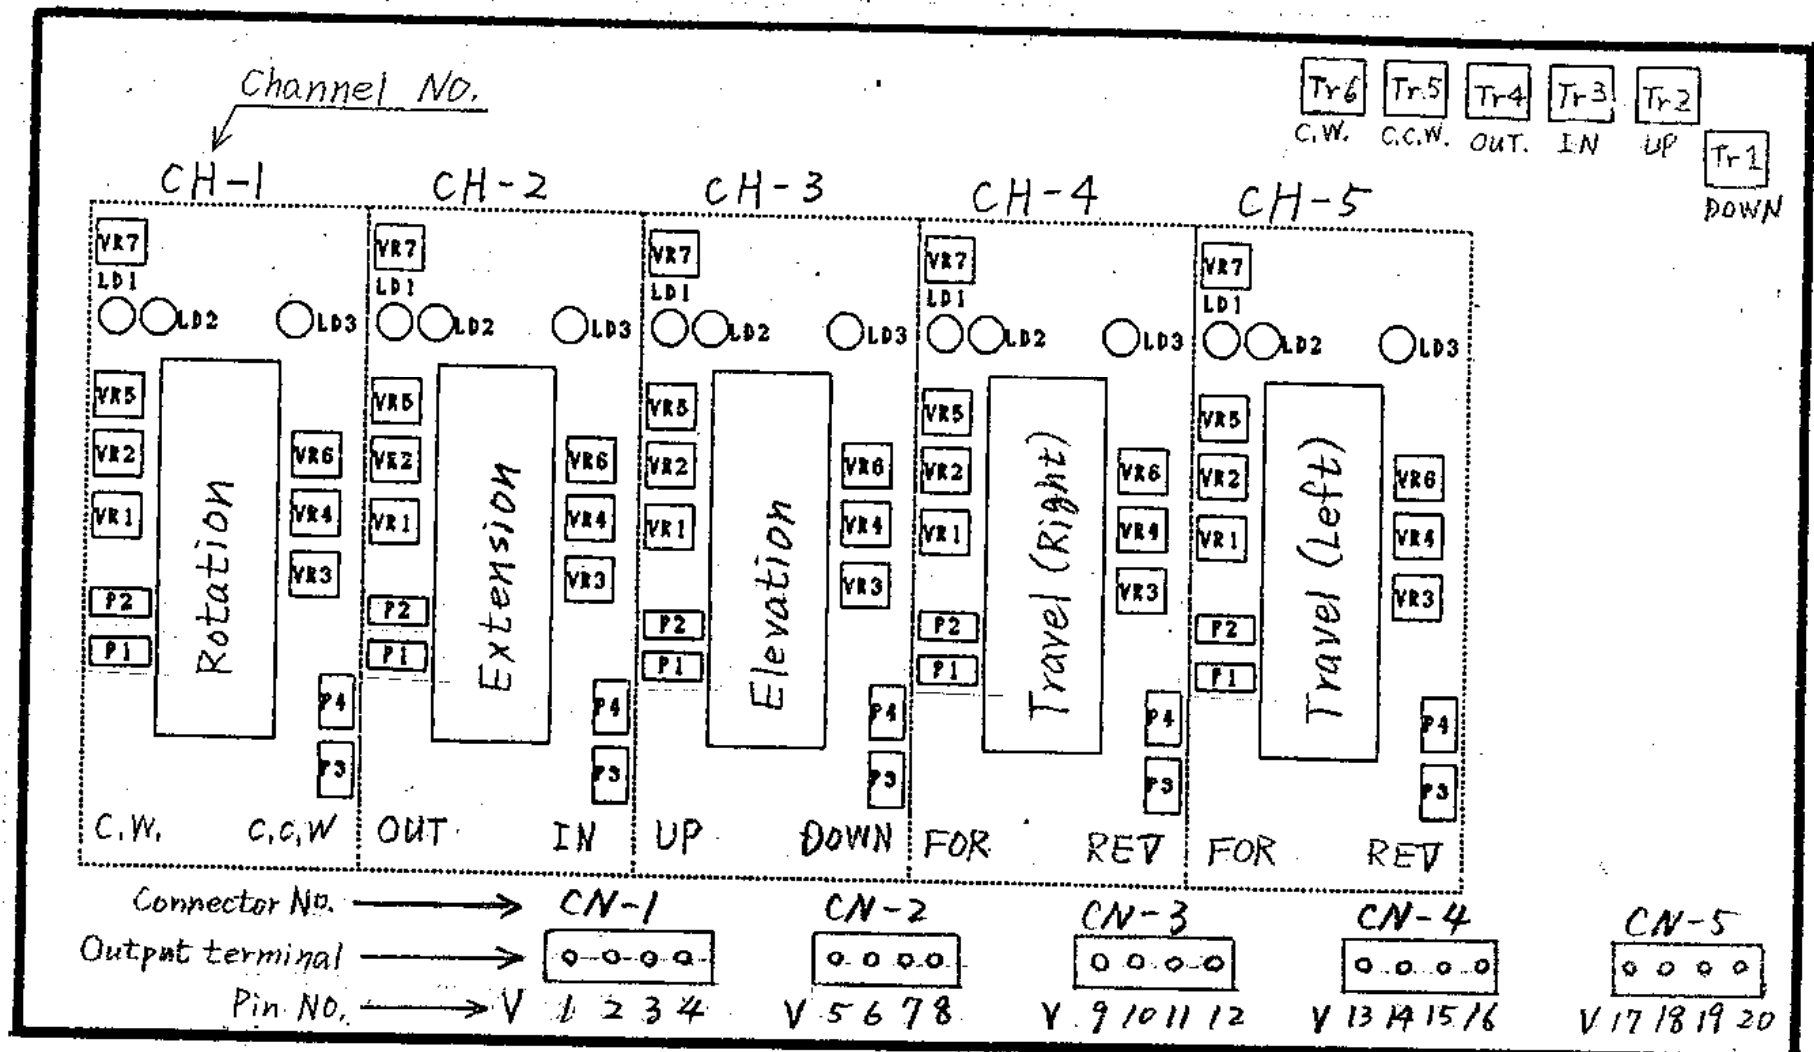 Channel NO.
Tr6 Tr5 Tr4 Tr3 Tr2
C.W. C.C.W. OUT. IN UP
Tr1
DOWN
CH-1 CH-2 CH-3 CH-4 CH-5
VR7 VR7 VR7 VR7 VR7
LD1 LD1 LD1 LD1 LD1
LD2 LD3 LD2 LD3 LD2 LD3 LD2 LD3 LD2 LD3
VR5 VR5 VR5 VR5 VR5
VR2 VR6 VR2 VR6 VR2 VR6 VR2 VR6 VR2 VR6
VR1 VR4 VR1 VR4 VR1 VR4 VR1 VR4 VR1 VR4
VR3 VR3 VR3 VR3 VR3
Rotation
Extension
Elevation
Travel (Right)
Travel (Left)
P2 P2 P2 P2 P2
P1 P1 P1 P1 P1
P4 P4 P4 P4 P4
P3 P3 P3 P3 P3
C.W. C.C.W OUT IN UP DOWN FOR REV FOR REV
Connector No. CN-1 CN-2 CN-3 CN-4 CN-5
Output terminal
Pin NO. V 1 2 3 4 V 5 6 7 8 V 9 10 11 12 V 13 14 15 16 V 17 18 19 20